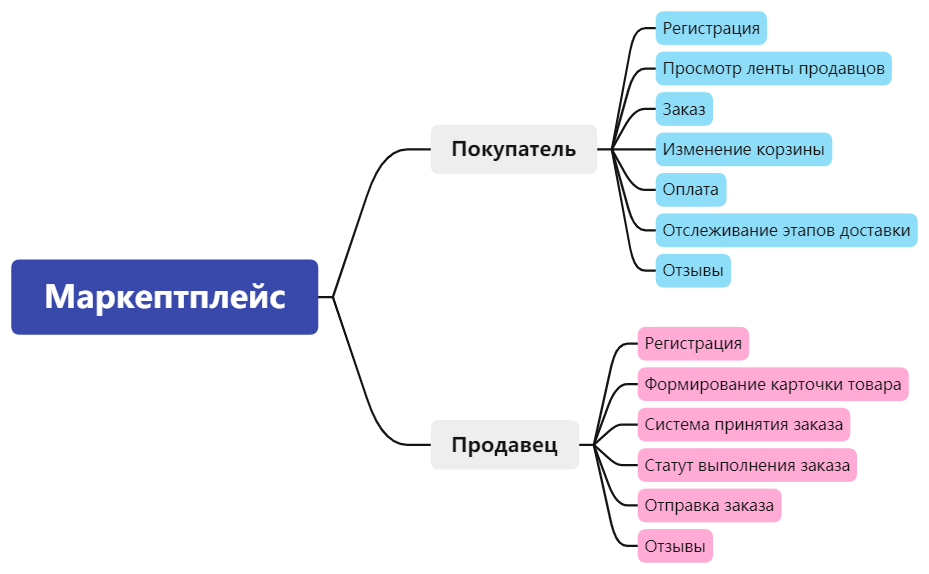 Маркептплейс
Покупатель
Регистрация
Просмотр ленты продавцов
Заказ
Изменение корзины
Оплата
Отслеживание этапов доставки
Отзывы
Продавец
Регистрация
Формирование карточки товара
Система принятия заказа
Статут выполнения заказа
Отправка заказа
Отзывы